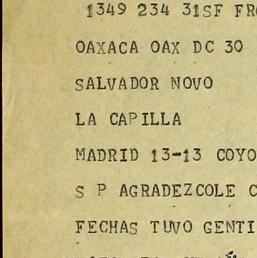 1349 234 31SF FR
OAXACA OAX DC 30
SALVADOR NOVO
LA CAPILLA
MADRID 13-13 COYO
S P AGRADEZCOLE C
FECHAS TUVO GENTI